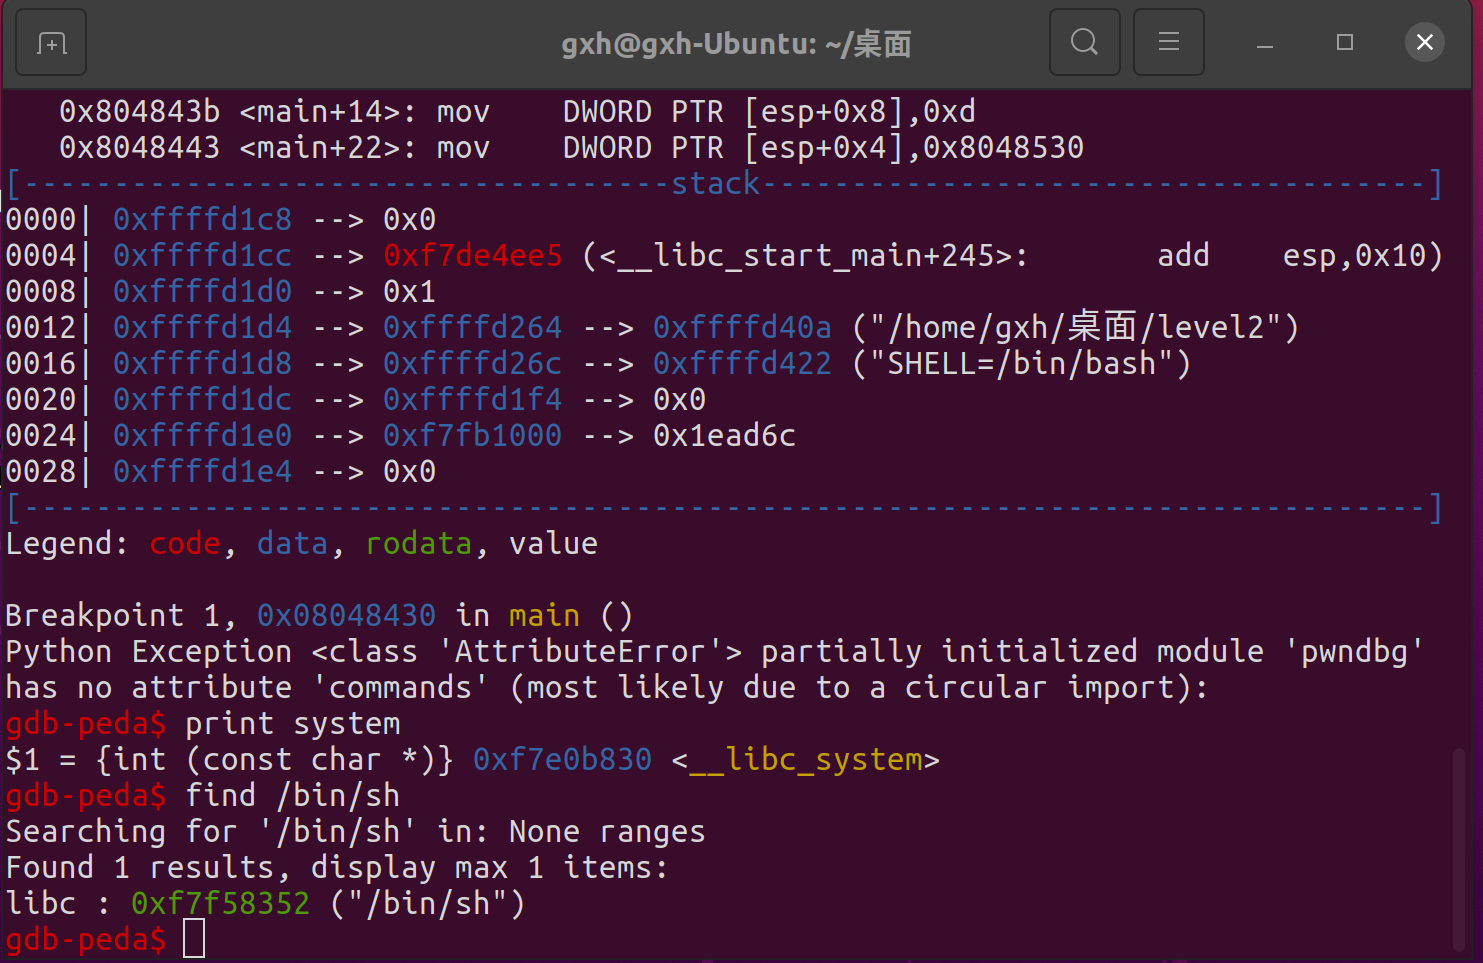 gxh@gxh-Ubuntu: ~/桌面
0x804843b <main+14>: mov    DWORD PTR [esp+0x8],0xd
0x8048443 <main+22>: mov    DWORD PTR [esp+0x4],0x8048530
[------------------------------------stack-------------------------------------]
0000| 0xffffd1c8 --> 0x0
0004| 0xffffd1cc --> 0xf7de4ee5 (<__libc_start_main+245>:       add    esp,0x10)
0008| 0xffffd1d0 --> 0x1
0012| 0xffffd1d4 --> 0xffffd264 --> 0xffffd40a ("/home/gxh/桌面/level2")
0016| 0xffffd1d8 --> 0xffffd26c --> 0xffffd422 ("SHELL=/bin/bash")
0020| 0xffffd1dc --> 0xffffd1f4 --> 0x0
0024| 0xffffd1e0 --> 0xf7fb1000 --> 0x1ead6c
0028| 0xffffd1e4 --> 0x0
[------------------------------------------------------------------------------]
Legend: code, data, rodata, value
Breakpoint 1, 0x08048430 in main ()
Python Exception <class 'AttributeError'> partially initialized module 'pwndbg'
has no attribute 'commands' (most likely due to a circular import):
gdb-peda$ print system
$1 = {int (const char *)} 0xf7e0b830 <__libc_system>
gdb-peda$ find /bin/sh
Searching for '/bin/sh' in: None ranges
Found 1 results, display max 1 items:
libc : 0xf7f58352 ("/bin/sh")
gdb-peda$